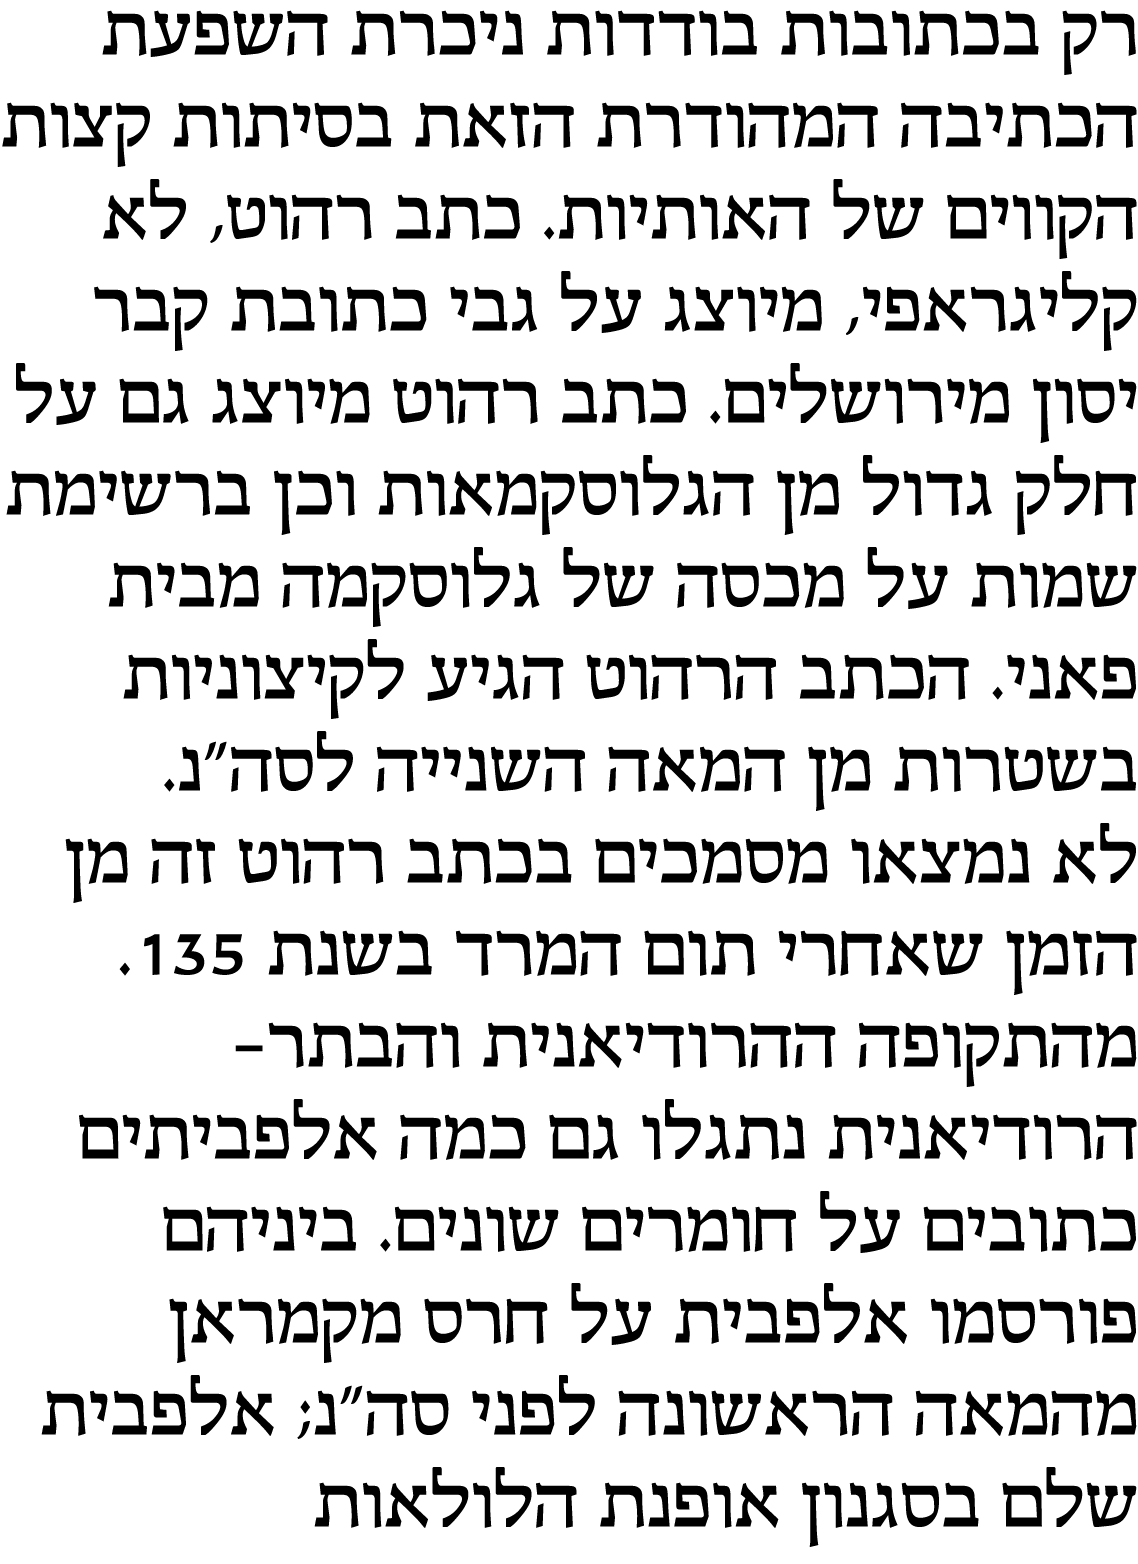 רק בכתובות בודדות ניכרת השפעת
הכתיבה המהודרת הזאת בסיתות קצות
הקווים של האותיות. כתב רהוט, לא
קליגראפי, מיוצג על גבי כתובת קבר
יסון מירושלים. כתב רהוט מיוצג גם על
חלק גדול מן הגלוסקמאות וכן ברשימת
שמות על מכסה של גלוסקמה מבית
פאני. הכתב הרהוט הגיע לקיצוניות
בשטרות מן המאה השנייה לסה״נ.
לא נמצאו מסמכים בכתב רהוט זה מן
הזמן שאחרי תום המרד בשנת 135.
מהתקופה ההרודיאנית והבתר–
הרודיאנית נתגלו גם כמה אלפביתים
כתובים על חומרים שונים. ביניהם
פורסמו אלפבית על חרס מקמראן
מהמאה הראשונה לפני סה״נ; אלפבית
שלם בסגנון אופנת הלולאות